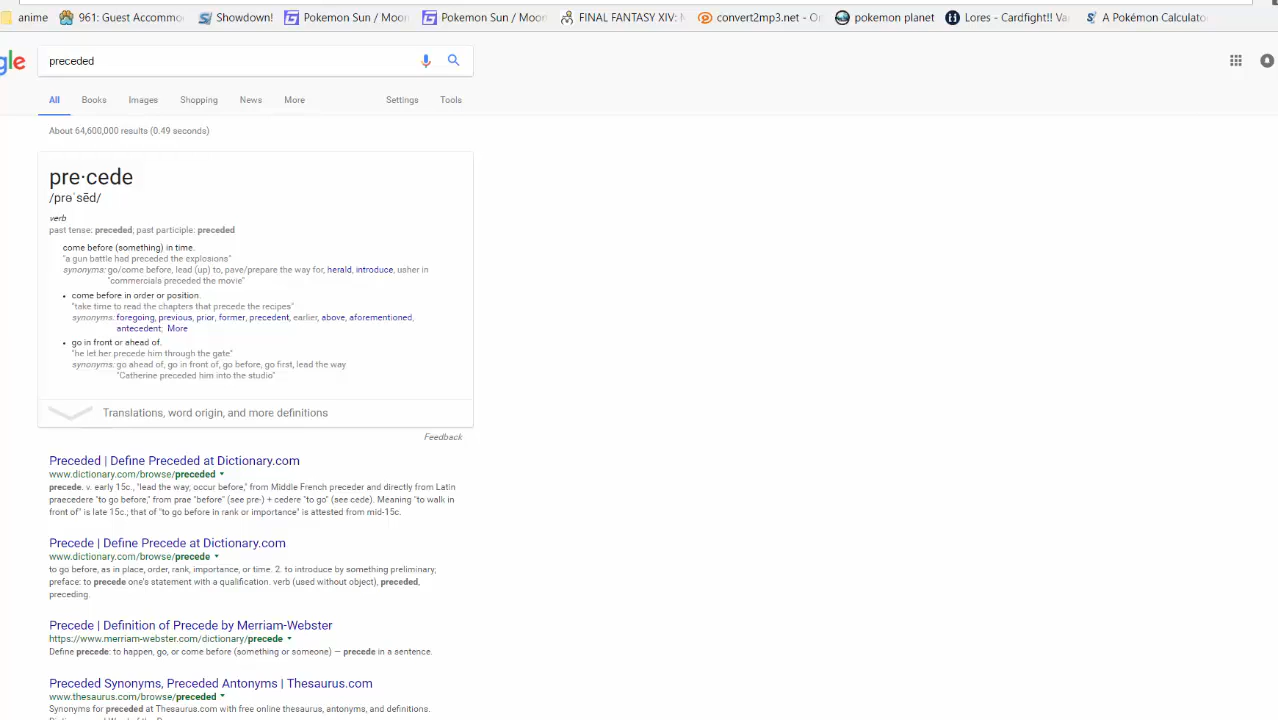 anime 961: Guest Accommo Showdown! Pokemon Sun / Moon Pokemon Sun / Moon FINAL FANTASY XIV: convert2mp3.net - On pokemon planet Lores - Cardfight!! Va A Pokémon Calculato
gle preceded
All Books Images Shopping News More Settings Tools
About 64,600,000 results (0.49 seconds)
pre·cede
/prəˈsēd/
verb
past tense: preceded; past participle: preceded
come before (something) in time.
"a gun battle had preceded the explosions"
synonyms: go/come before, lead (up) to, pave/prepare the way for, herald, introduce, usher in
"commercials preceded the movie"
• come before in order or position.
"take time to read the chapters that precede the recipes"
synonyms: foregoing, previous, prior, former, precedent, earlier, above, aforementioned,
antecedent; More
• go in front or ahead of.
"he let her precede him through the gate"
synonyms: go ahead of, go in front of, go before, go first, lead the way
"Catherine preceded him into the studio"
Translations, word origin, and more definitions
Feedback
Preceded | Define Preceded at Dictionary.com
www.dictionary.com/browse/preceded
precede. v. early 15c., "lead the way, occur before," from Middle French preceder and directly from Latin
praecedere "to go before," from prae "before" (see pre-) + cedere "to go" (see cede). Meaning "to walk in
front of" is late 15c.; that of "to go before in rank or importance" is attested from mid-15c.
Precede | Define Precede at Dictionary.com
www.dictionary.com/browse/precede
to go before, as in place, order, rank, importance, or time. 2. to introduce by something preliminary;
preface: to precede one's statement with a qualification. verb (used without object), preceded,
preceding.
Precede | Definition of Precede by Merriam-Webster
https://www.merriam-webster.com/dictionary/precede
Define precede: to happen, go, or come before (something or someone) — precede in a sentence.
Preceded Synonyms, Preceded Antonyms | Thesaurus.com
www.thesaurus.com/browse/preceded
Synonyms for preceded at Thesaurus.com with free online thesaurus, antonyms, and definitions.